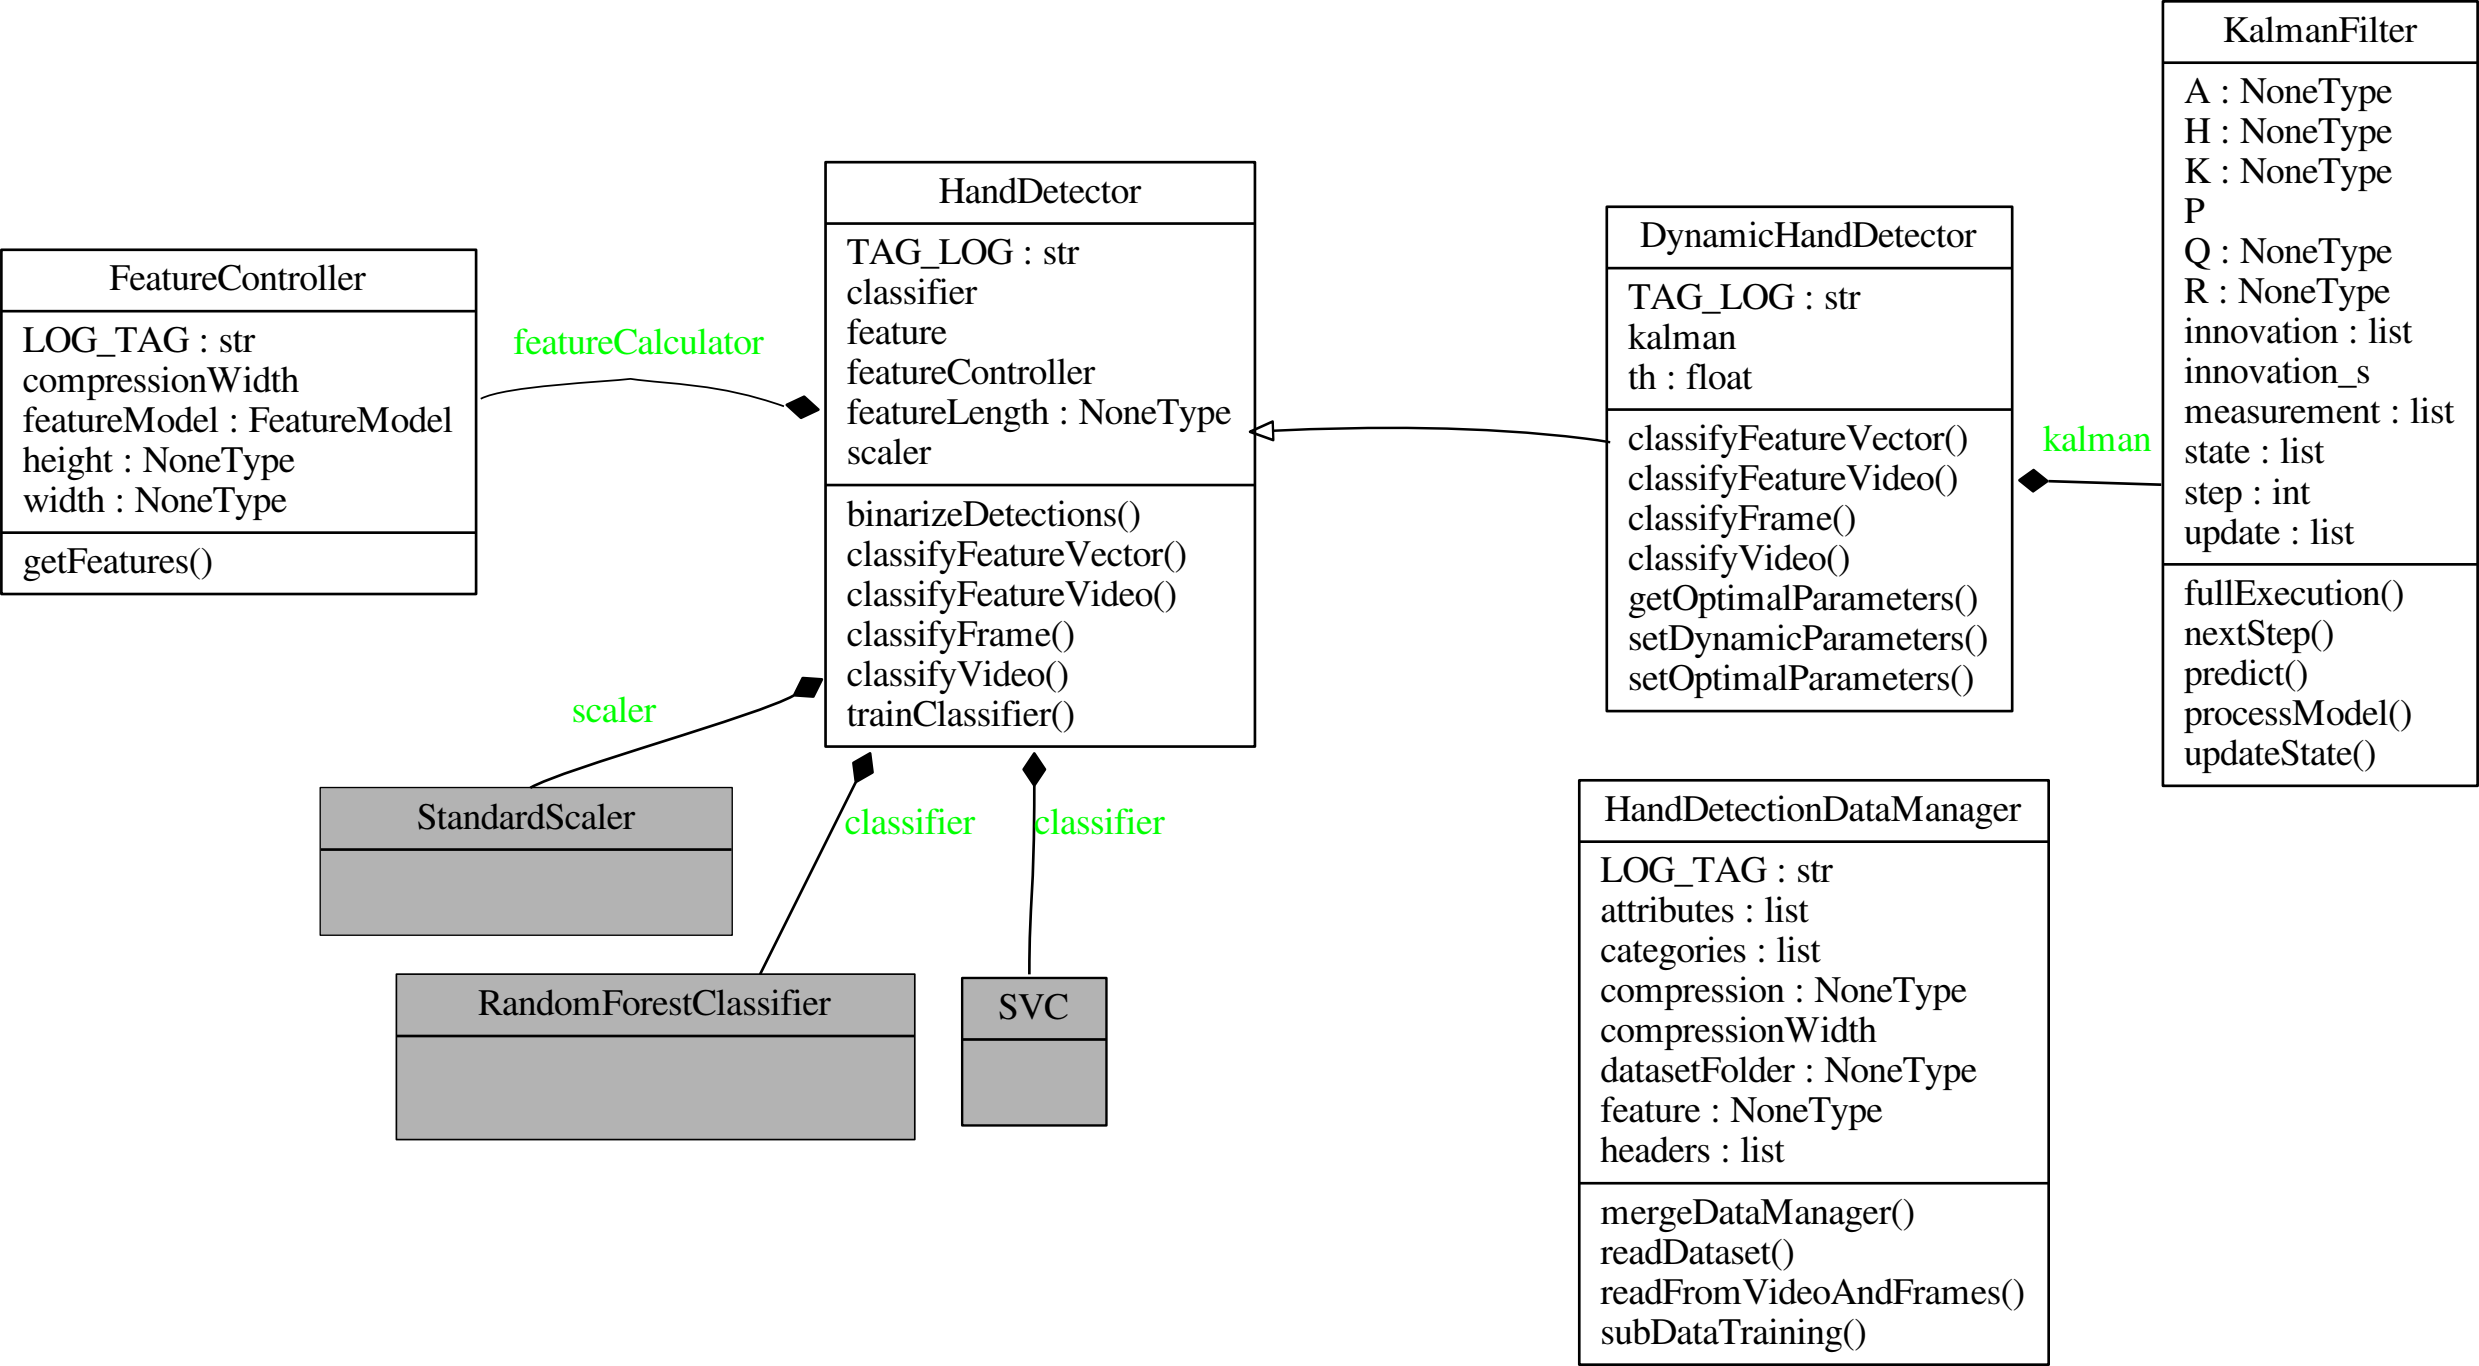 FeatureController
LOG_TAG : str
compressionWidth
featureModel : FeatureModel
height : NoneType
width : NoneType
getFeatures()
featureCalculator
HandDetector
TAG_LOG : str
classifier
feature
featureController
featureLength : NoneType
scaler
binarizeDetections()
classifyFeatureVector()
classifyFeatureVideo()
classifyFrame()
classifyVideo()
trainClassifier()
scaler
classifier
classifier
StandardScaler
RandomForestClassifier
SVC
DynamicHandDetector
TAG_LOG : str
kalman
th : float
classifyFeatureVector()
classifyFeatureVideo()
classifyFrame()
classifyVideo()
getOptimalParameters()
setDynamicParameters()
setOptimalParameters()
kalman
KalmanFilter
A : NoneType
H : NoneType
K : NoneType
P
Q : NoneType
R : NoneType
innovation : list
innovation_s
measurement : list
state : list
step : int
update : list
fullExecution()
nextStep()
predict()
processModel()
updateState()
HandDetectionDataManager
LOG_TAG : str
attributes : list
categories : list
compression : NoneType
compressionWidth
datasetFolder : NoneType
feature : NoneType
headers : list
mergeDataManager()
readDataset()
readFromVideoAndFrames()
subDataTraining()